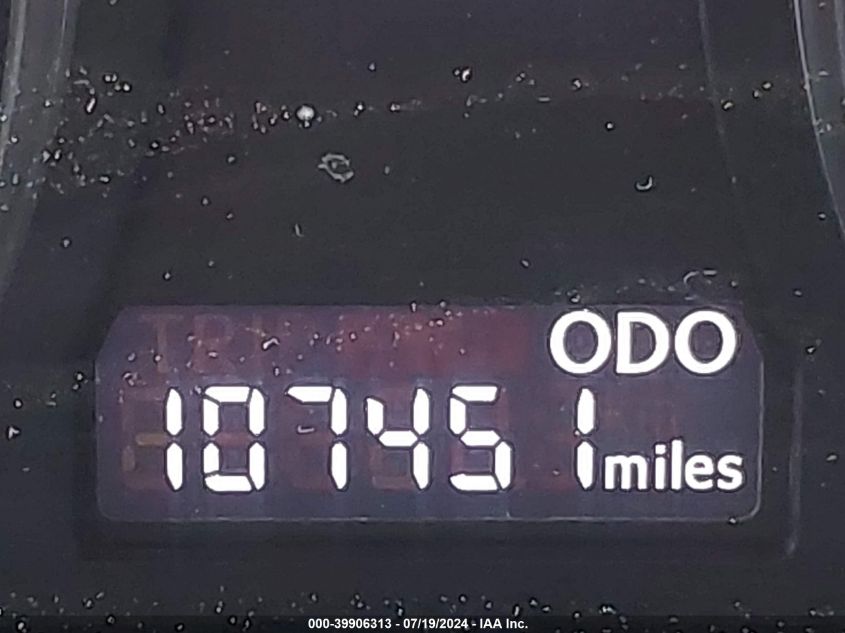 ODO
107451 miles
000-39906313 - 07/19/2024 - IAA Inc.